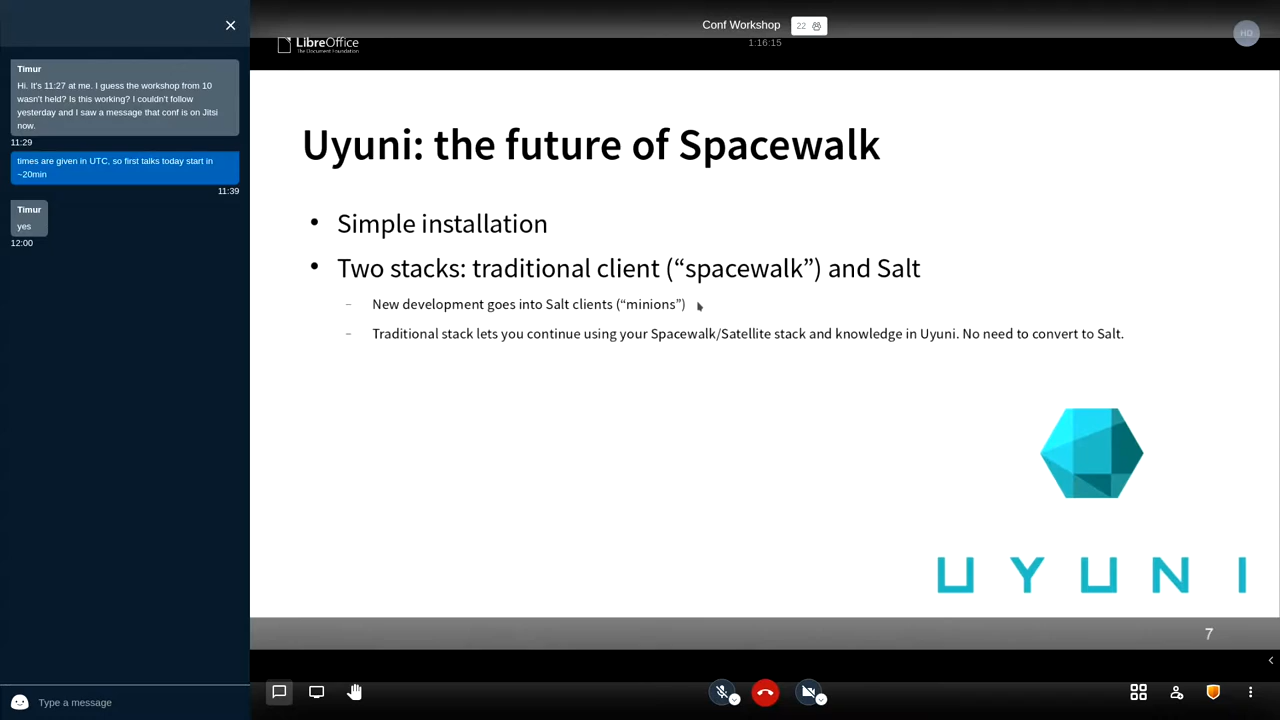 Timur
Hi. It's 11:27 at me. I guess the workshop from 10
wasn't held? Is this working? I couldn't follow
yesterday and I saw a message that conf is on Jitsi
now.
11:29
times are given in UTC, so first talks today start in
~20min
11:39
Timur
yes
12:00
Type a message
Conf Workshop
22
1:16:15
HD
LibreOffice
The Document Foundation
Uyuni: the future of Spacewalk
• Simple installation
• Two stacks: traditional client (“spacewalk”) and Salt
– New development goes into Salt clients (“minions”)
– Traditional stack lets you continue using your Spacewalk/Satellite stack and knowledge in Uyuni. No need to convert to Salt.
UYUNI
7